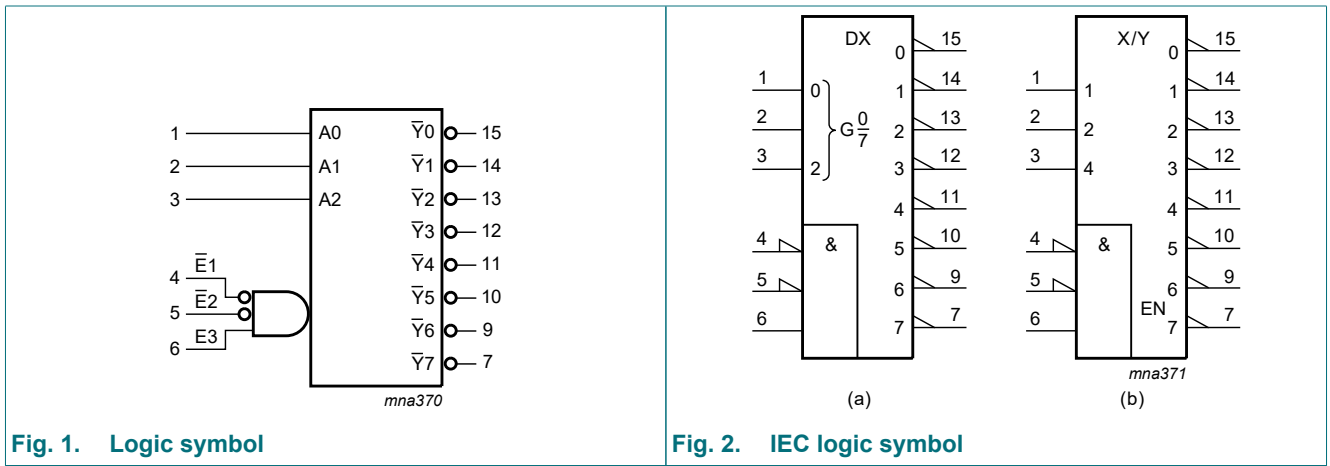 1 A0 Y̅0 15
2 A1 Y̅1 14
3 A2 Y̅2 13
Y̅3 12
4 E̅1 Y̅4 11
5 E̅2 Y̅5 10
6 E3 Y̅6 9
Y̅7 7
mna370
Fig. 1. Logic symbol
DX
0 15
1 0 1 14
2 G 0/7 2 13
3 2 3 12
4 11
4 & 5 10
5 6 9
6 7 7
(a)
X/Y
0 15
1 1 1 14
2 2 2 13
3 4 3 12
4 11
4 & 5 10
5 6 9
6 EN 7 7
mna371
(b)
Fig. 2. IEC logic symbol